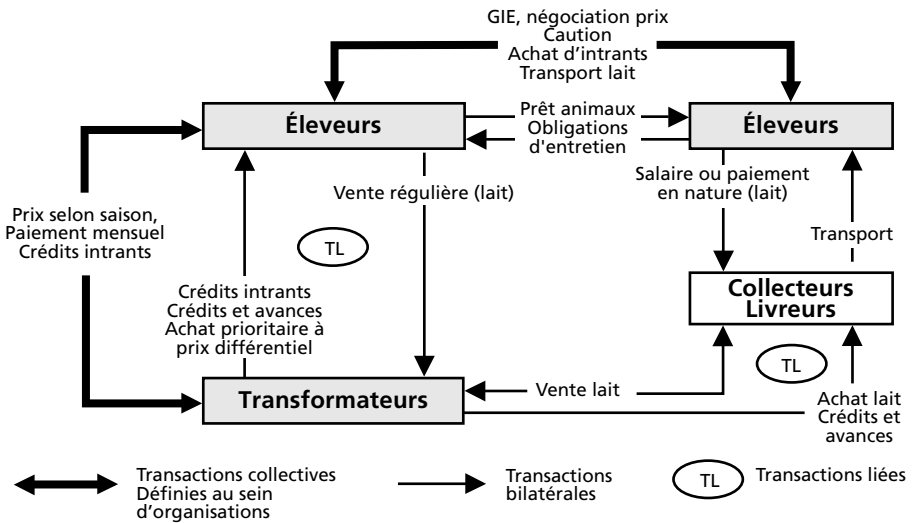 GIE, négociation prix
Caution
Achat d'intrants
Transport lait
Éleveurs
Prêt animaux
Obligations
d'entretien
Éleveurs
Vente régulière (lait)
Salaire ou paiement
en nature (lait)
Prix selon saison,
Paiement mensuel
Crédits intrants
TL
Transport
Crédits intrants
Crédits et avances
Achat prioritaire à
prix différentiel
Collecteurs
Livreurs
TL
Transformateurs
Vente lait
Achat lait
Crédits et
avances
Transactions collectives
Définies au sein
d'organisations
Transactions
bilatérales
TL
Transactions liées